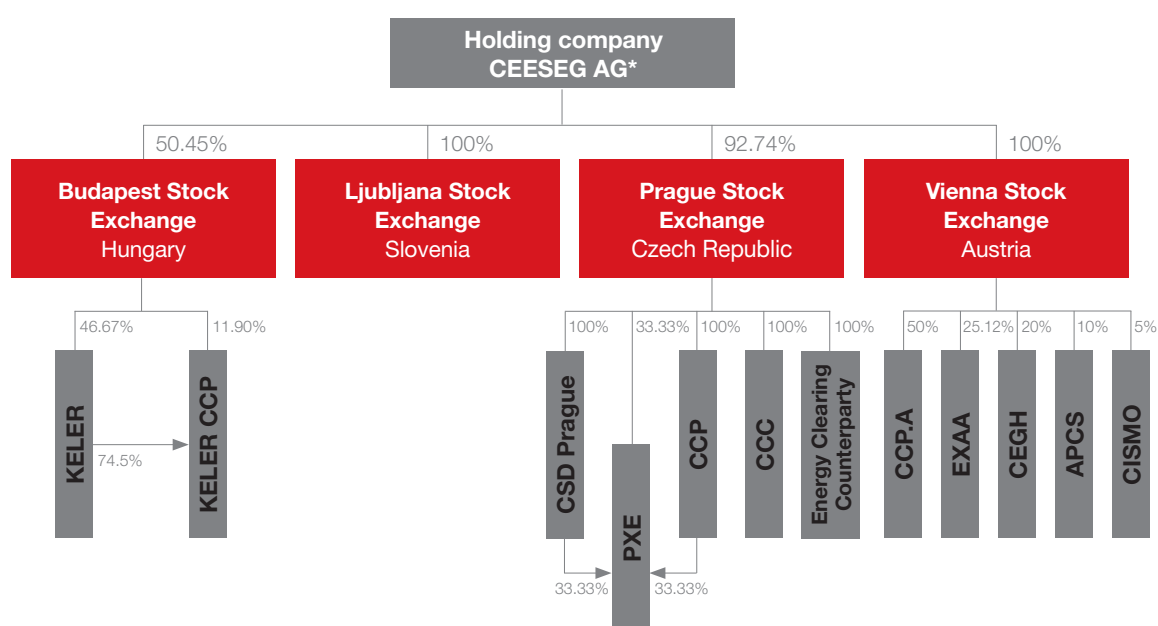 Holding company
CEESEG AG*
50.45%
100%
92.74%
100%
Budapest Stock
Exchange
Hungary
Ljubljana Stock
Exchange
Slovenia
Prague Stock
Exchange
Czech Republic
Vienna Stock
Exchange
Austria
46.67%
11.90%
100%
33.33%
100%
100%
100%
50%
25.12%
20%
10%
5%
KELER
74.5%
KELER CCP
CSD Prague
PXE
CCP
CCC
Energy Clearing
Counterparty
CCP.A
EXAA
CEGH
APCS
CISMO
33.33%
33.33%